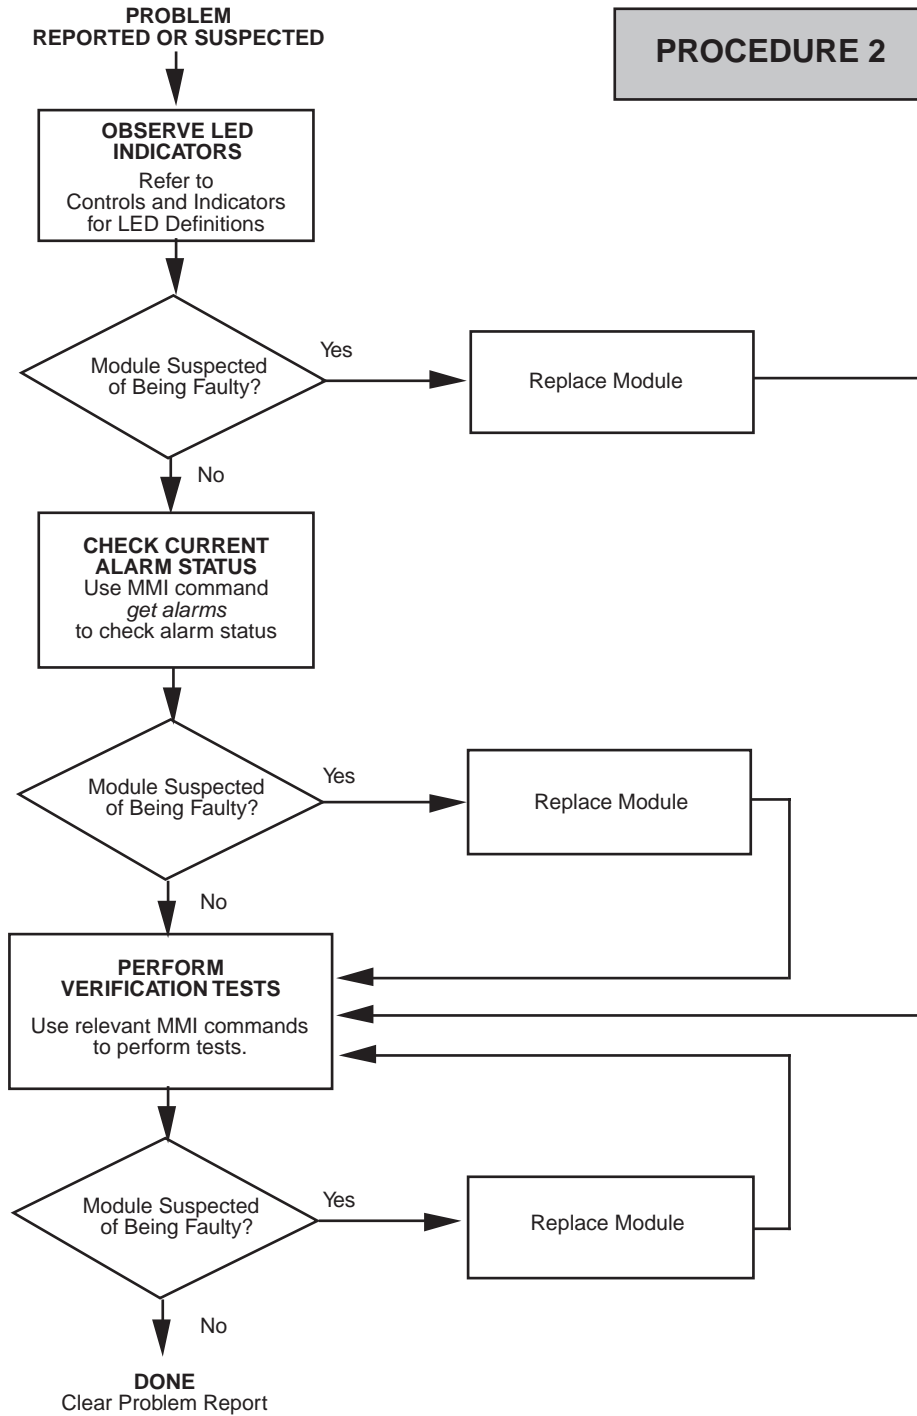 PROBLEM
REPORTED OR SUSPECTED
PROCEDURE 2
OBSERVE LED
INDICATORS
Refer to
Controls and Indicators
for LED Definitions
Module Suspected
of Being Faulty?
Yes
Replace Module
No
CHECK CURRENT
ALARM STATUS
Use MMI command
get alarms
to check alarm status
Module Suspected
of Being Faulty?
Yes
Replace Module
No
PERFORM
VERIFICATION TESTS
Use relevant MMI commands
to perform tests.
Module Suspected
of Being Faulty?
Yes
Replace Module
No
DONE
Clear Problem Report